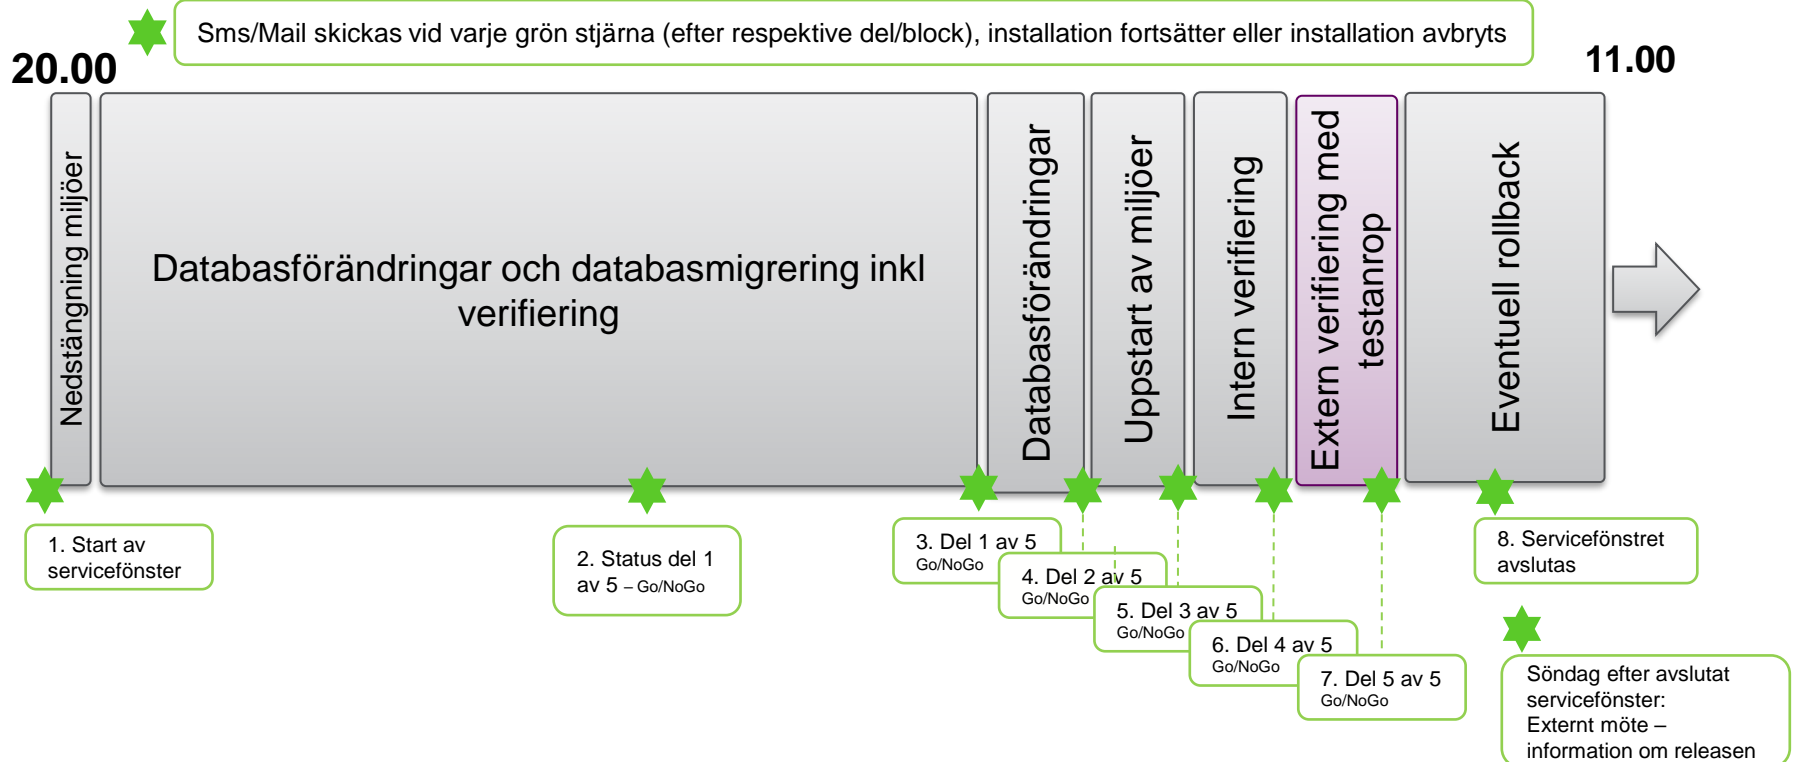 Sms/Mail skickas vid varje grön stjärna (efter respektive del/block), installation fortsätter eller installation avbryts
20.00
11.00
Nedstängning miljöer
Databasförändringar och databasmigrering inkl
verifiering
Databasförändringar
Uppstart av miljöer
Intern verifiering
Extern verifiering med
testanrop
Eventuell rollback
1. Start av
servicefönster
2. Status del 1
av 5 – Go/NoGo
3. Del 1 av 5
Go/NoGo
4. Del 2 av 5
Go/NoGo
5. Del 3 av 5
Go/NoGo
6. Del 4 av 5
Go/NoGo
7. Del 5 av 5
Go/NoGo
8. Servicefönstret
avslutas
Söndag efter avslutat
servicefönster:
Externt möte –
information om releasen